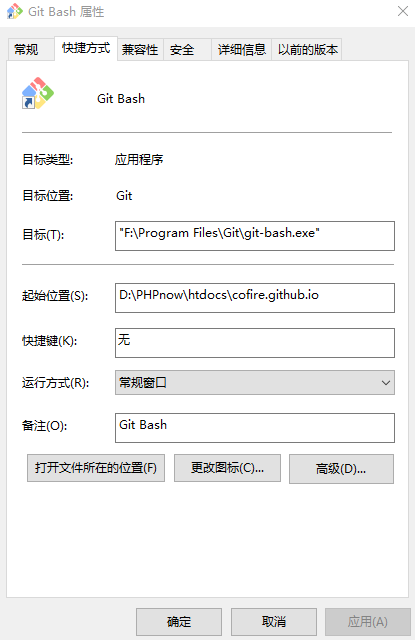 Git Bash 属性
常规 快捷方式 兼容性 安全 详细信息 以前的版本
Git Bash
目标类型: 应用程序
目标位置: Git
目标(T): "F:\Program Files\Git\git-bash.exe"
起始位置(S): D:\PHPnow\htdocs\cofire.github.io
快捷键(K): 无
运行方式(R): 常规窗口
备注(O): Git Bash
打开文件所在的位置(F) 更改图标(C)... 高级(D)...
确定 取消 应用(A)